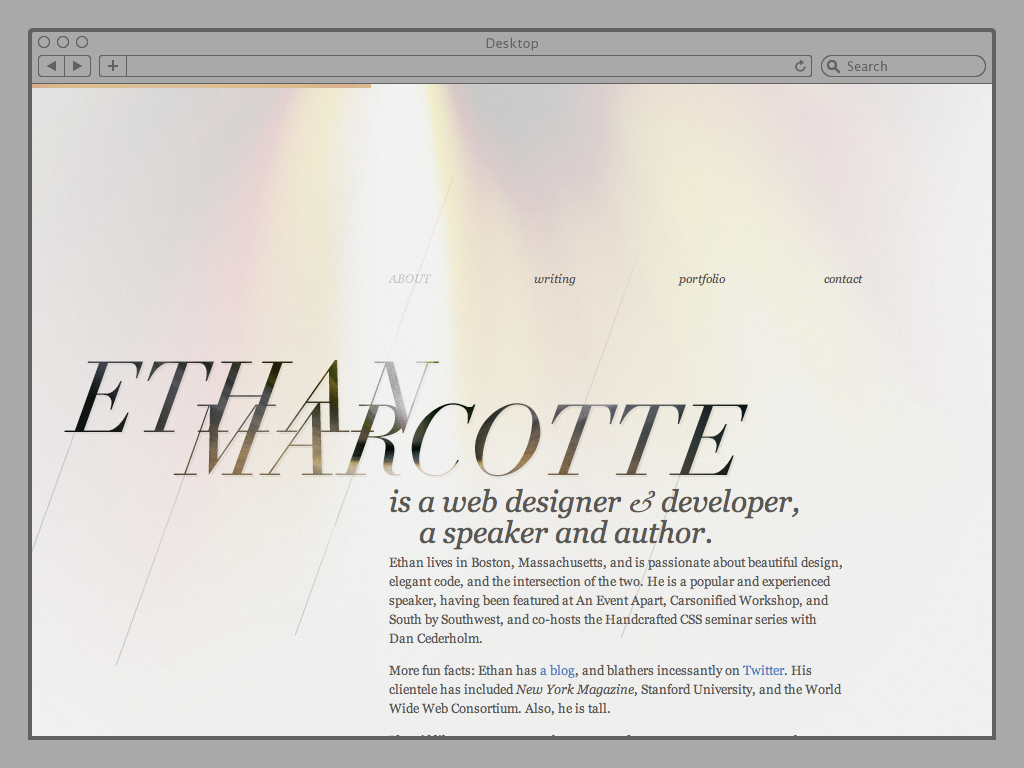 Desktop
Search
ABOUT writing portfolio contact
ETHAN
MARCOTTE
is a web designer & developer,
a speaker and author.
Ethan lives in Boston, Massachusetts, and is passionate about beautiful design,
elegant code, and the intersection of the two. He is a popular and experienced
speaker, having been featured at An Event Apart, Carsonified Workshop, and
South by Southwest, and co-hosts the Handcrafted CSS seminar series with
Dan Cederholm.
More fun facts: Ethan has a blog, and blathers incessantly on Twitter. His
clientele has included New York Magazine, Stanford University, and the World
Wide Web Consortium. Also, he is tall.